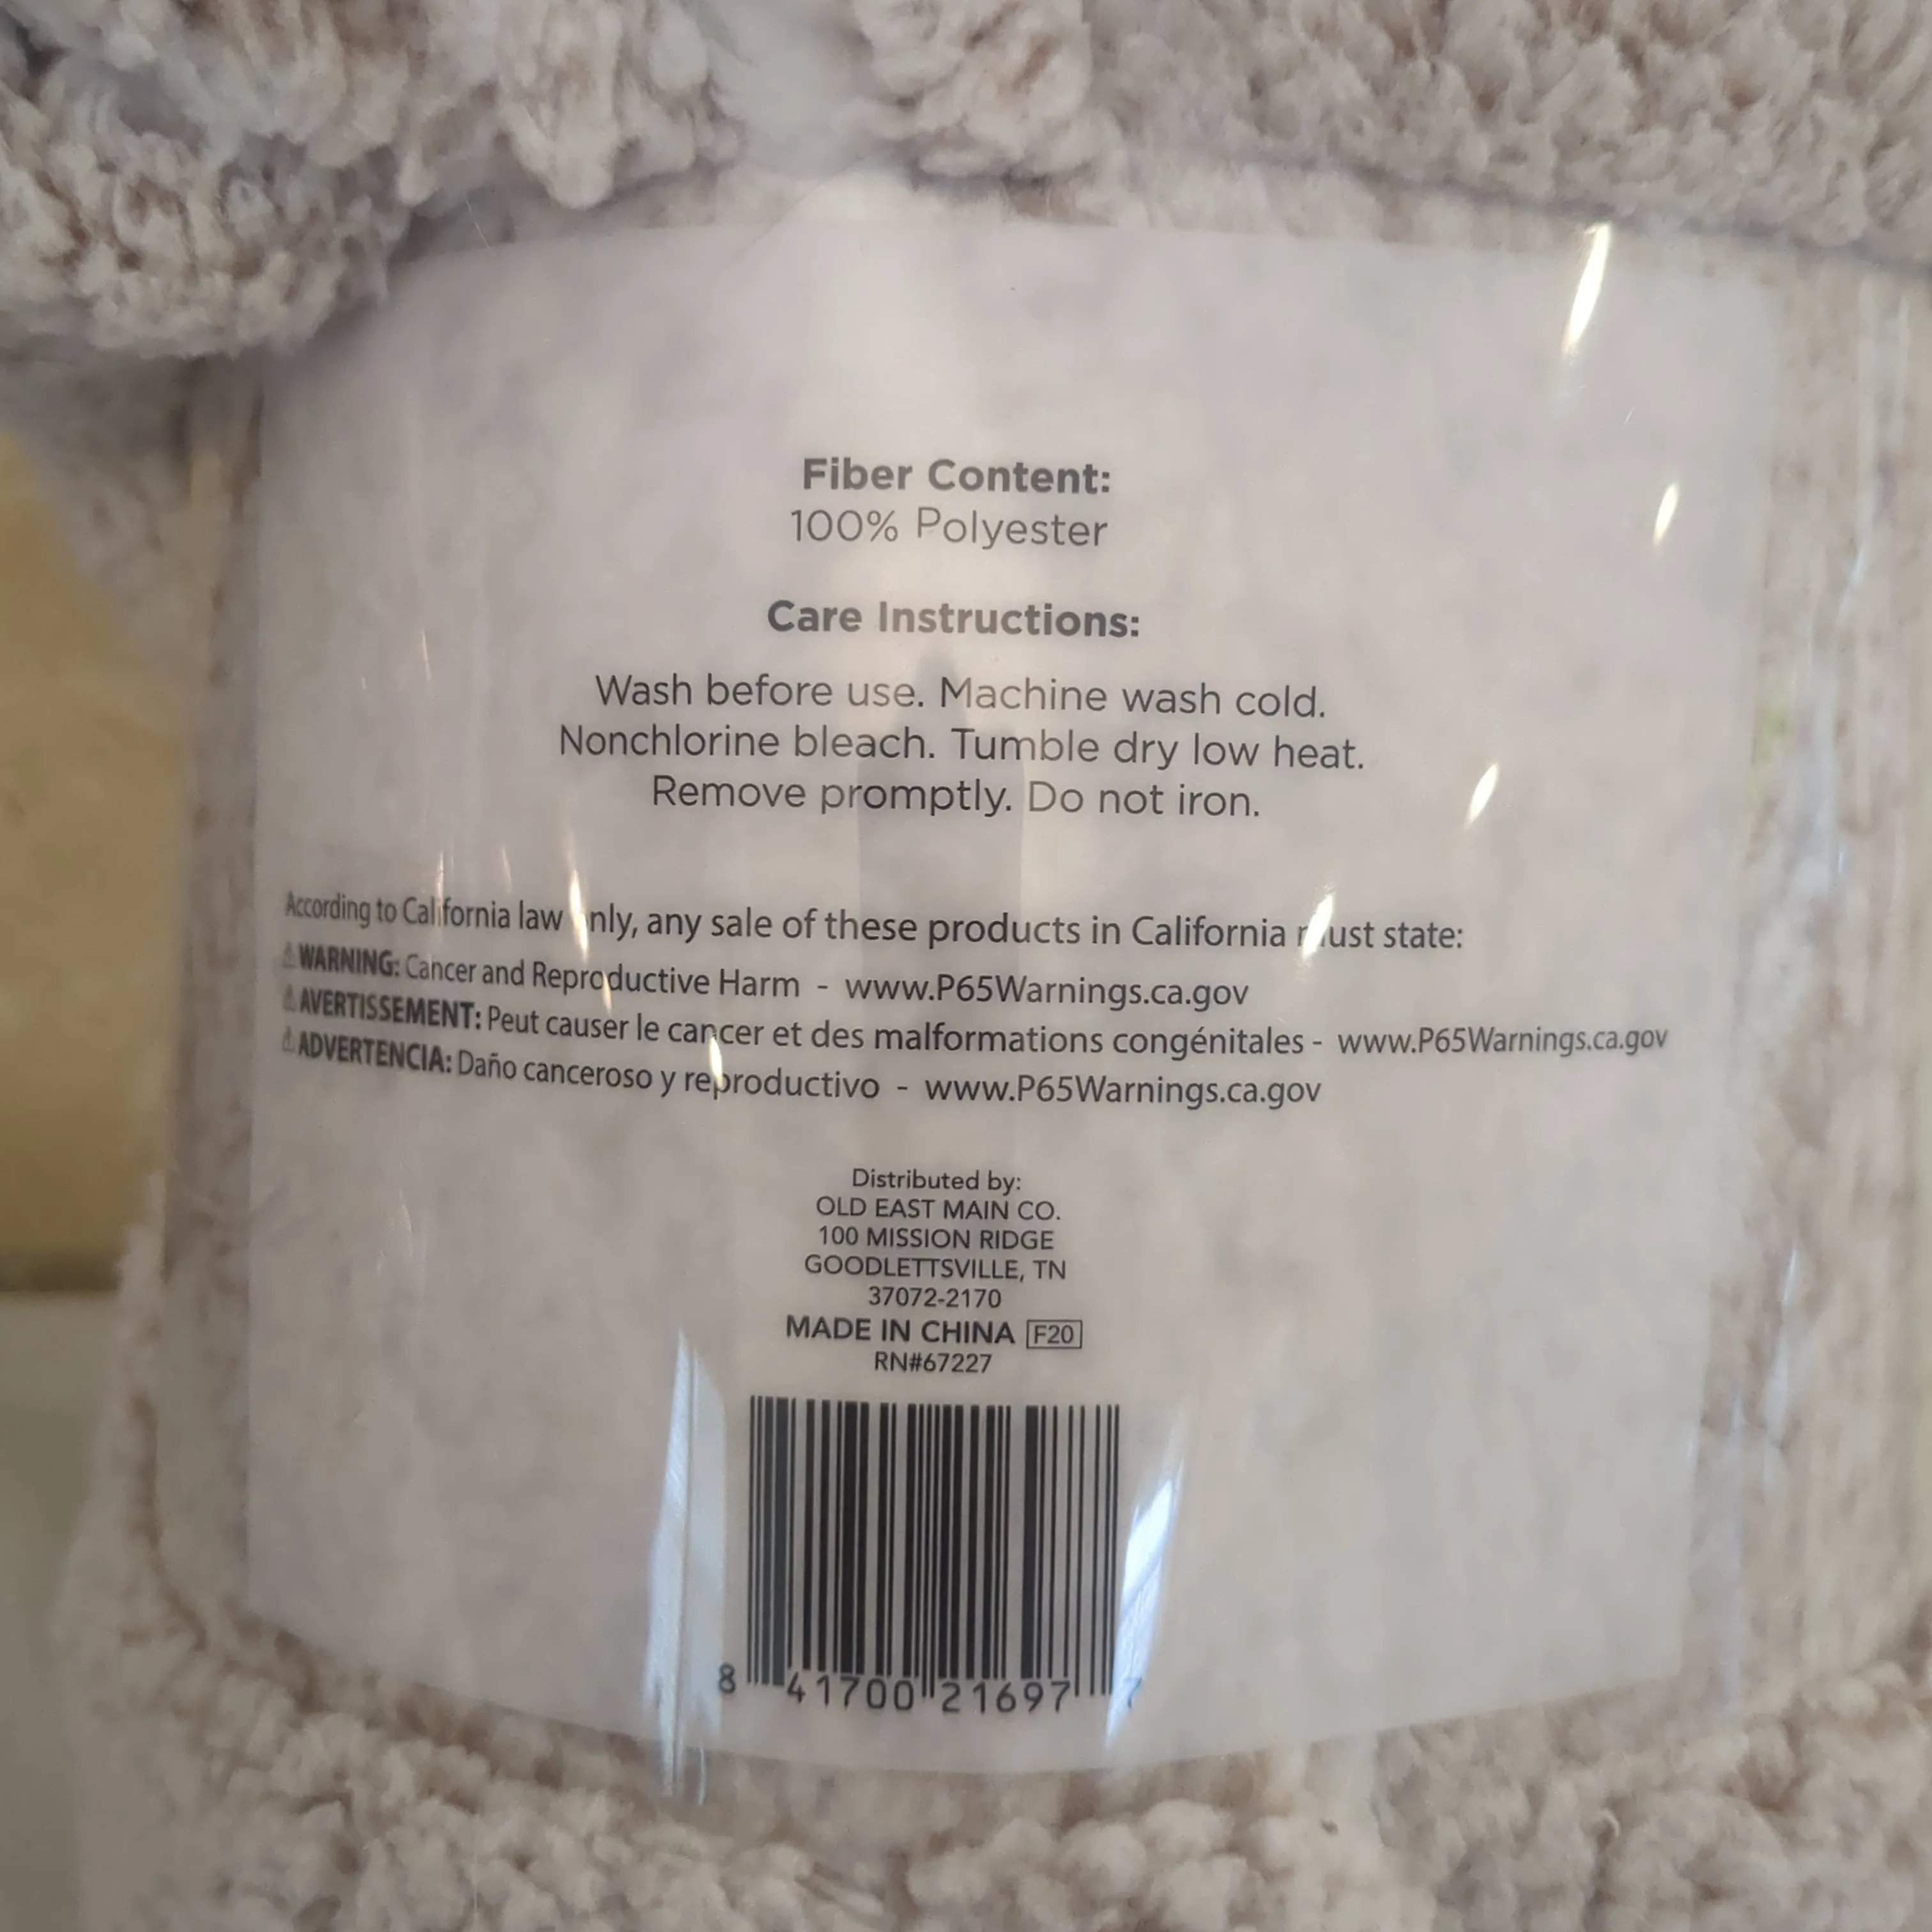 Fiber Content:
100% Polyester
Care Instructions:
Wash before use. Machine wash cold.
Nonchlorine bleach. Tumble dry low heat.
Remove promptly. Do not iron.
According to California law only, any sale of these products in California must state:
⚠WARNING: Cancer and Reproductive Harm - www.P65Warnings.ca.gov
⚠AVERTISSEMENT: Peut causer le cancer et des malformations congénitales - www.P65Warnings.ca.gov
⚠ADVERTENCIA: Daño canceroso y reproductivo - www.P65Warnings.ca.gov
Distributed by:
OLD EAST MAIN CO.
100 MISSION RIDGE
GOODLETTSVILLE, TN
37072-2170
MADE IN CHINA F20
RN#67227
8 41700 21697 7